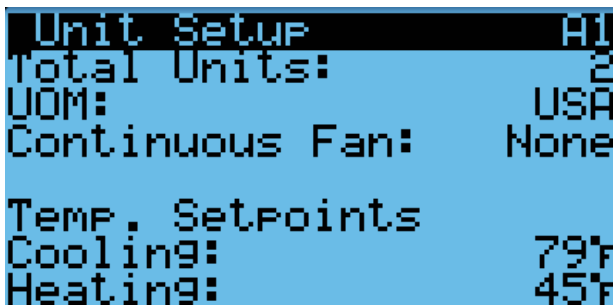 Unit Setup A1
Total Units: 2
UOM: USA
Continuous Fan: None
Temp. Setpoints
Cooling: 79°F
Heating: 45°F